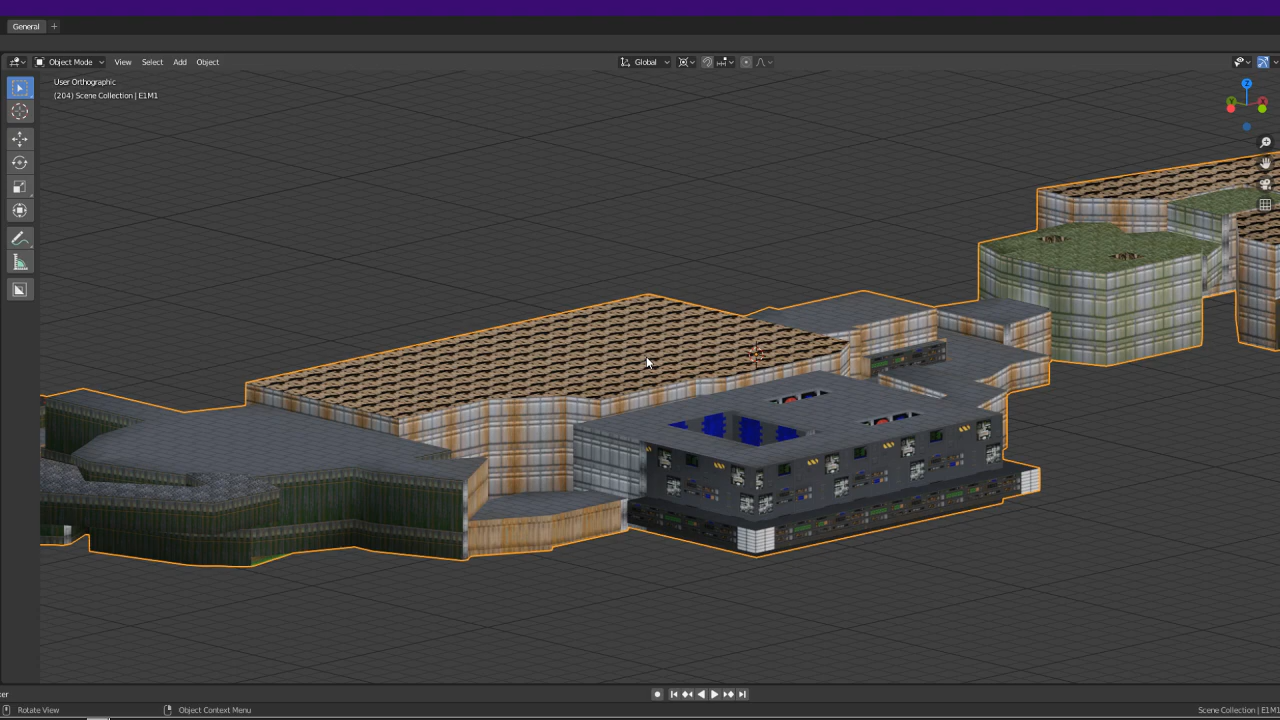 General +
Object Mode View Select Add Object Global
User Orthographic
(204) Scene Collection | E1M1
Z
Y X
Rotate View Object Context Menu Scene Collection | E1M1